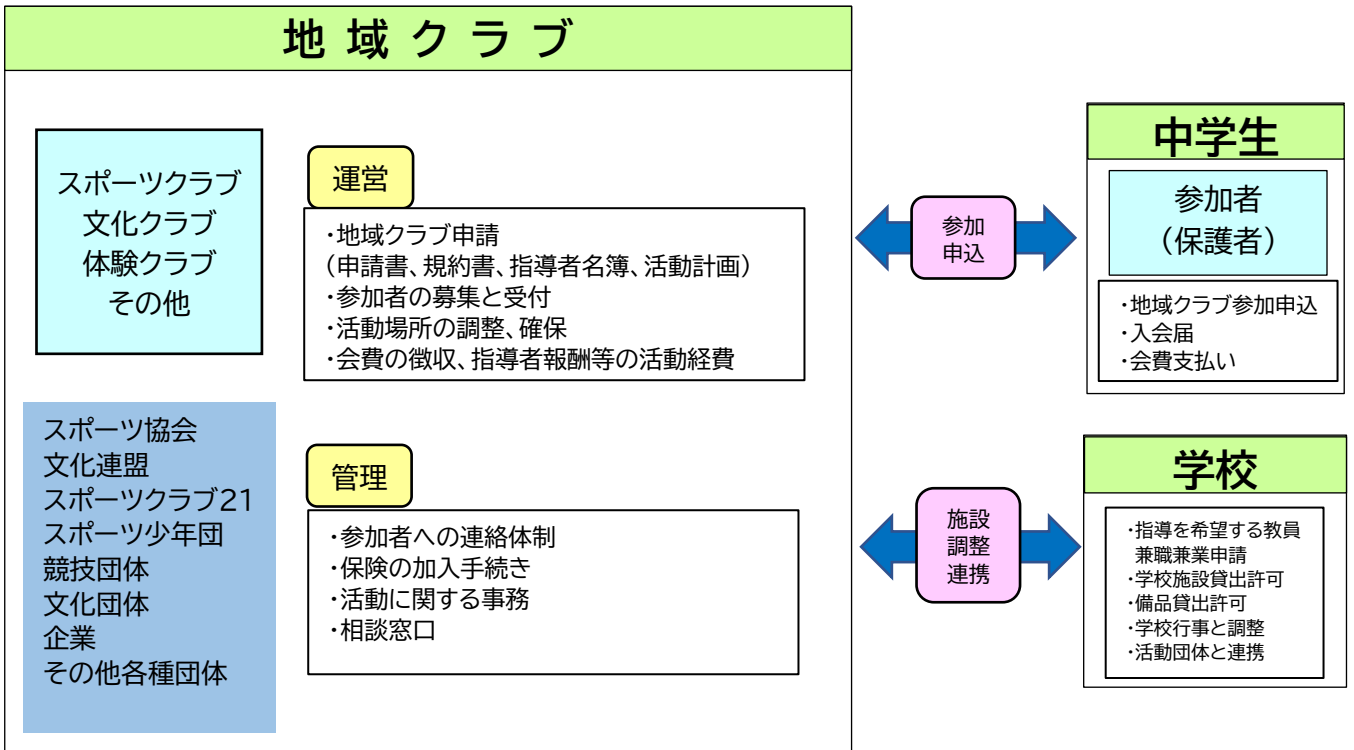 地域クラブ
スポーツクラブ
文化クラブ
体験クラブ
その他
運営
・地域クラブ申請
（申請書、規約書、指導者名簿、活動計画）
・参加者の募集と受付
・活動場所の調整、確保
・会費の徴収、指導者報酬等の活動経費
スポーツ協会
文化連盟
スポーツクラブ21
スポーツ少年団
競技団体
文化団体
企業
その他各種団体
管理
・参加者への連絡体制
・保険の加入手続き
・活動に関する事務
・相談窓口
参加
申込
中学生
参加者
（保護者）
・地域クラブ参加申込
・入会届
・会費支払い
施設
調整
連携
学校
・指導を希望する教員
兼職兼業申請
・学校施設貸出許可
・備品貸出許可
・学校行事と調整
・活動団体と連携